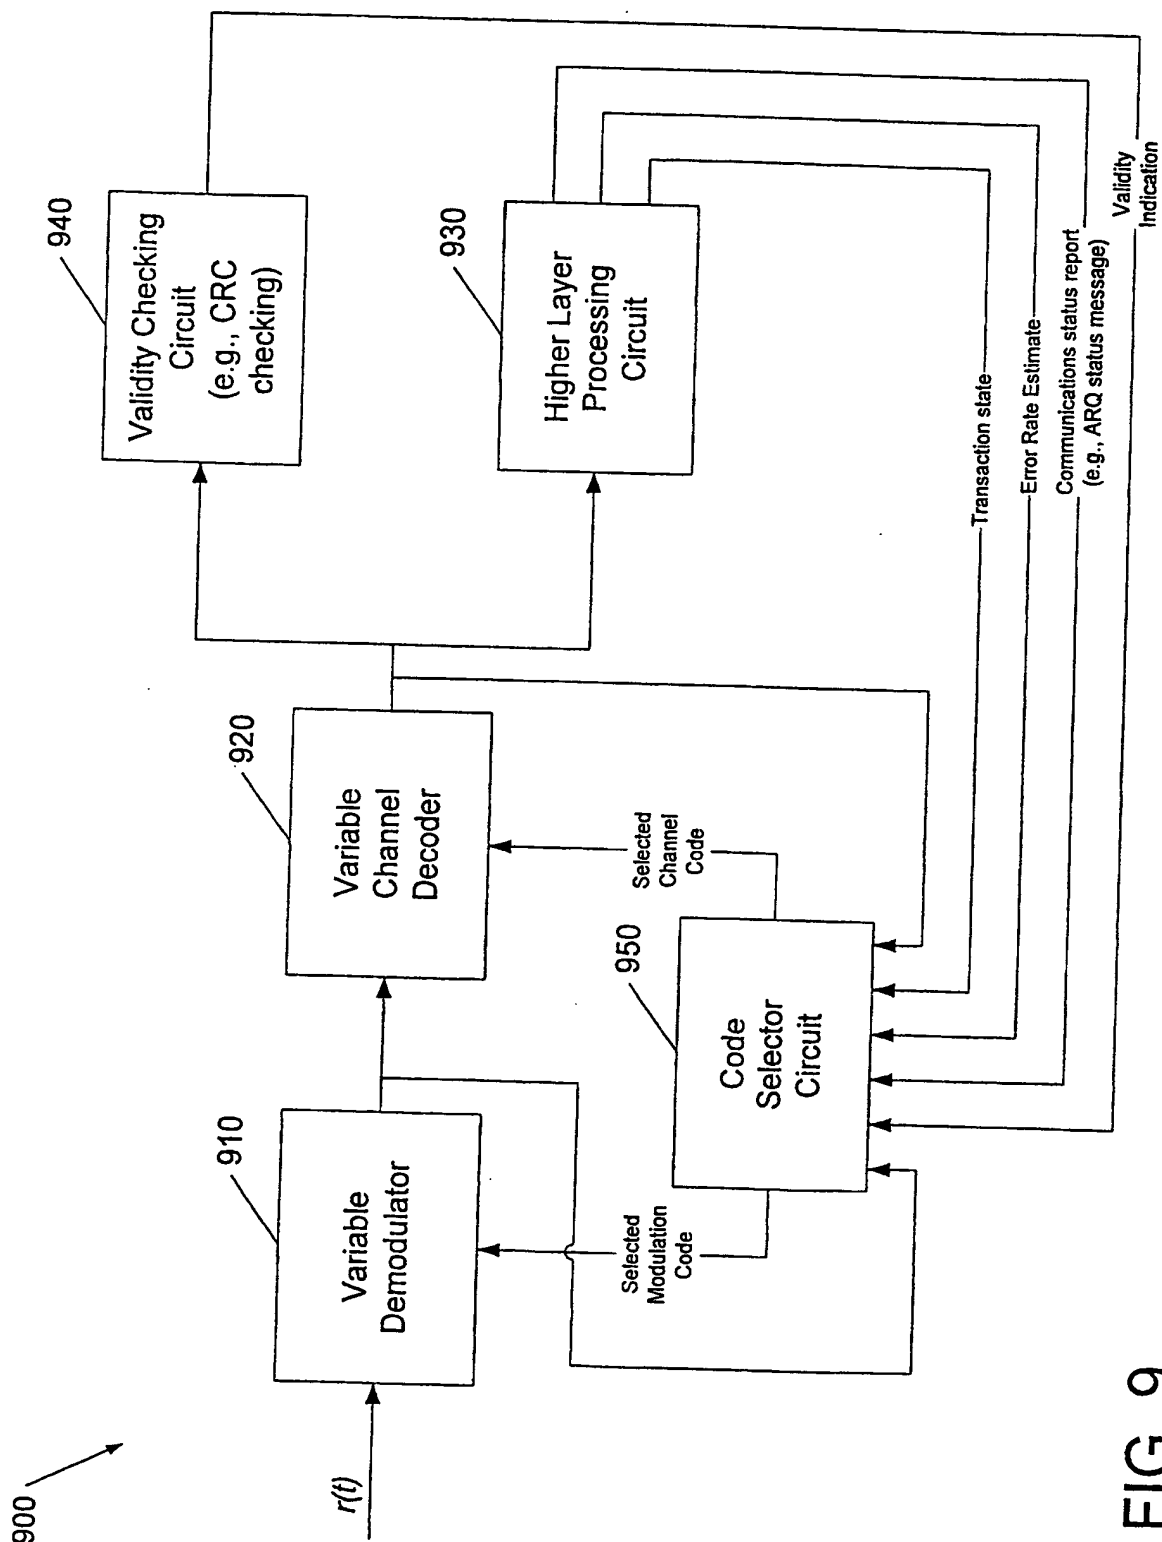 900
r(t)
910
Variable
Demodulator
920
Variable
Channel
Decoder
940
Validity Checking
Circuit
(e.g., CRC
checking)
930
Higher Layer
Processing
Circuit
Selected
Modulation
Code
950
Code
Selector
Circuit
Selected
Channel
Code
Transaction state
Error Rate Estimate
Communications status report
(e.g., ARQ status message)
Validity
Indication
FIG 9